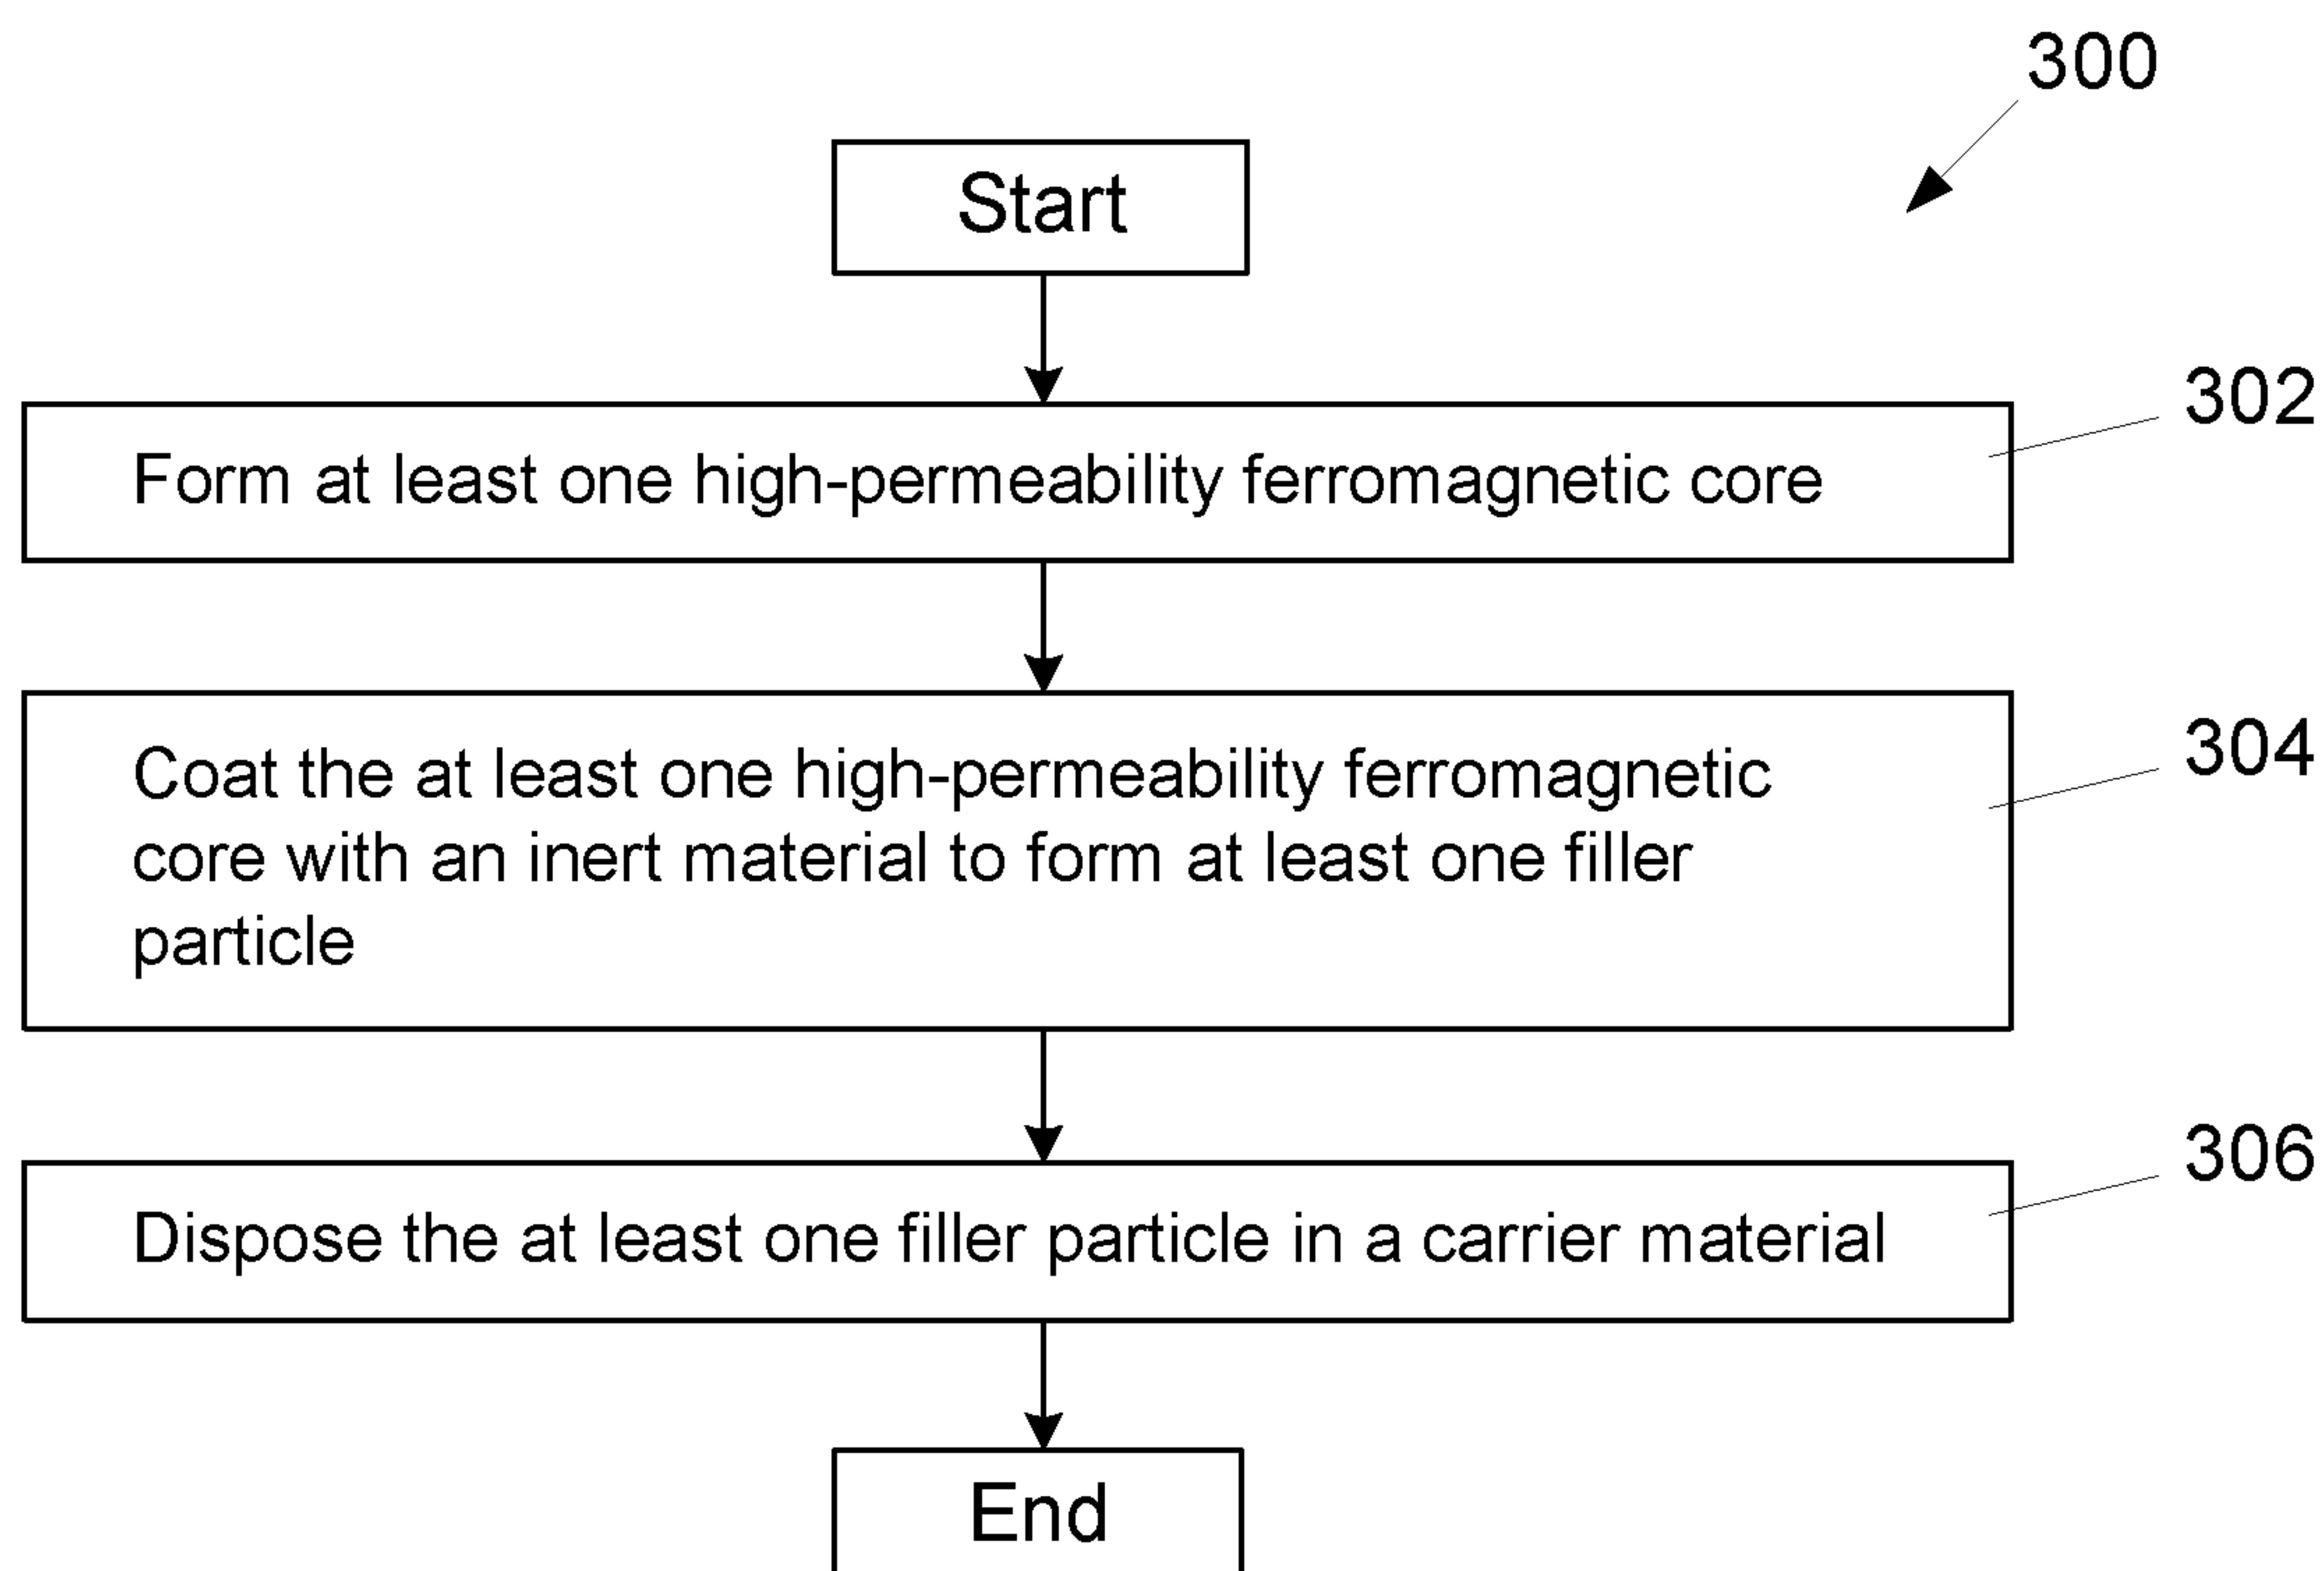 300
Start
302
Form at least one high-permeability ferromagnetic core
304
Coat the at least one high-permeability ferromagnetic
core with an inert material to form at least one filler
particle
306
Dispose the at least one filler particle in a carrier material
End